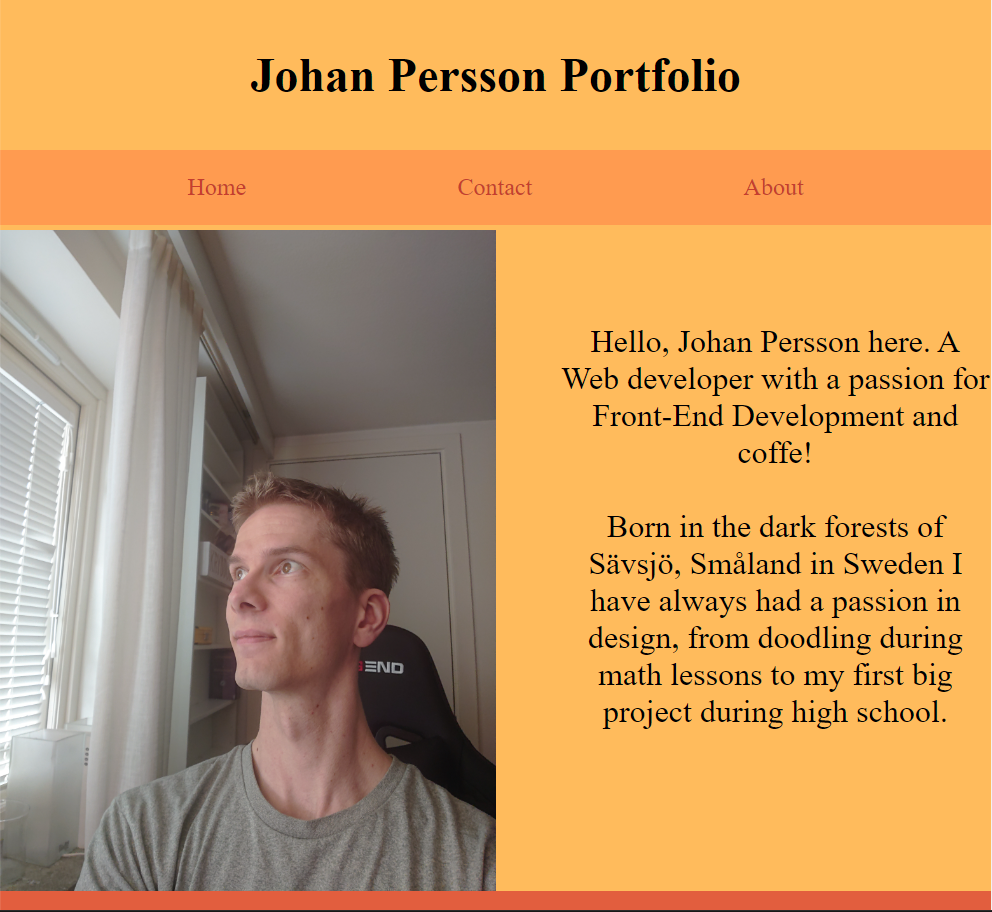 Johan Persson Portfolio
Home Contact About
Hello, Johan Persson here. A
Web developer with a passion for
Front-End Development and
coffe!
Born in the dark forests of
Sävsjö, Småland in Sweden I
have always had a passion in
design, from doodling during
math lessons to my first big
project during high school.
END